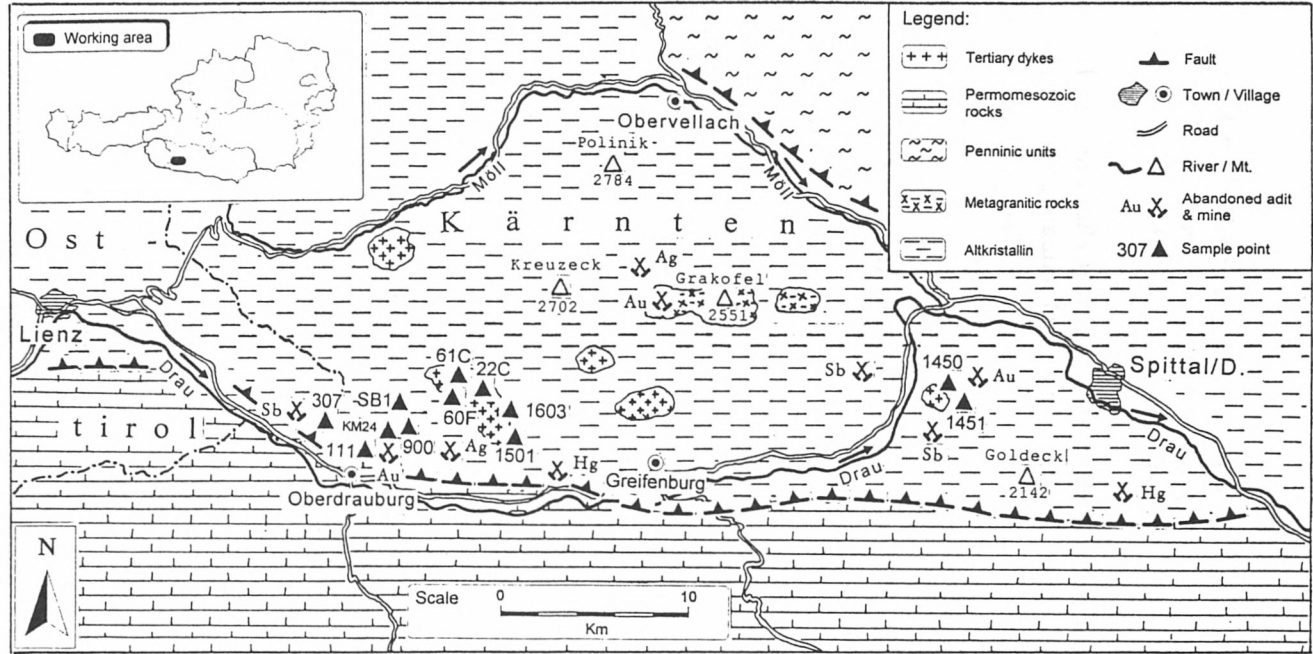 Working area
Legend:
Tertiary dykes
Permomesozoic
rocks
Penninic units
Metagranitic rocks
Altkristallin
Fault
Town / Village
Road
River / Mt.
Au
Abandoned adit
& mine
307
Sample point
Obervellach
Polinik
2784
Möll
Möll
Kärnten
Ost-
tirol
Kreuzeck
2702
Ag
Au
Grakofel
2551
Lienz
Drau
Sb
307
SB1
KM24
111
900
Au
61C
22C
60F
1603
Ag
1501
Hg
Oberdrauburg
Greifenburg
Drau
Sb
1450
Au
1451
Sb
Goldeck
2142
Hg
Spittal/D.
Drau
N
Scale
0
10
Km